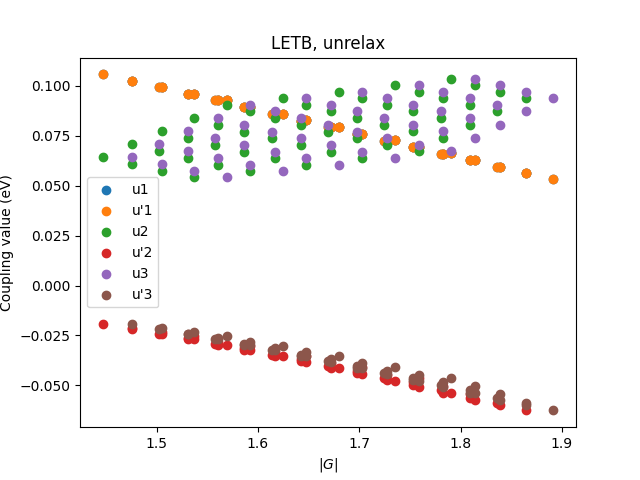 LETB, unrelax
Coupling value (eV)
0.100
0.075
0.050
0.025
0.000
−0.025
−0.050
u1
u'1
u2
u'2
u3
u'3
1.5 1.6 1.7 1.8 1.9
|G|